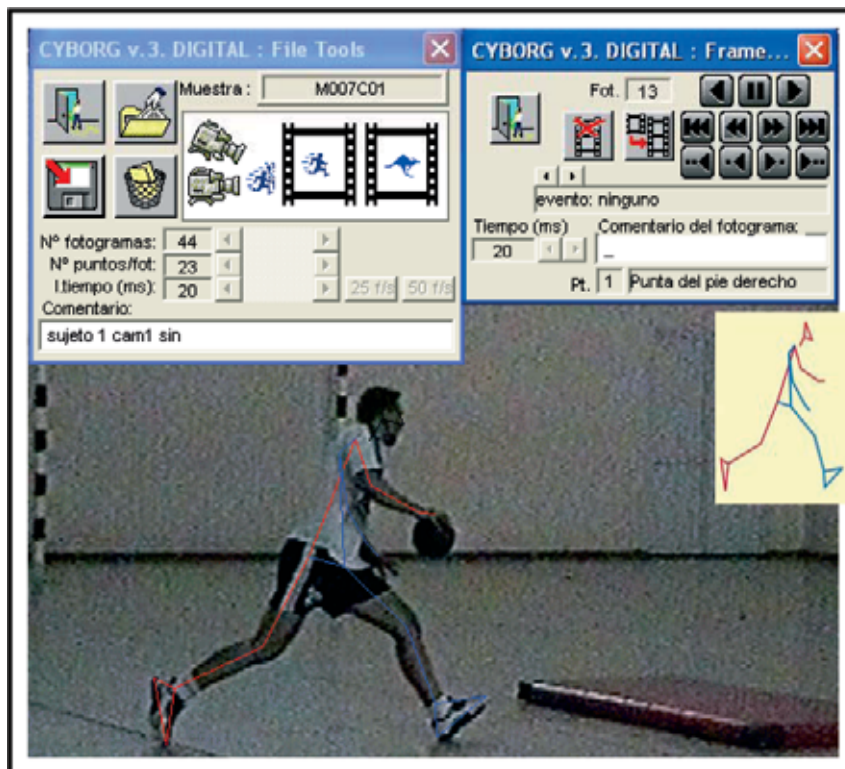 CYBORG v.3. DIGITAL : File Tools
Muestra : M007C01
Nº fotogramas: 44
Nº puntos/fot: 23
I.tiempo (ms): 20 25 f/s 50 f/s
Comentario:
sujeto 1 cam1 sin
CYBORG v.3. DIGITAL : Frame...
Fot. 13
evento: ninguno
Tiempo (ms) Comentario del fotograma: __
20 _
Pt. 1 Punta del pie derecho